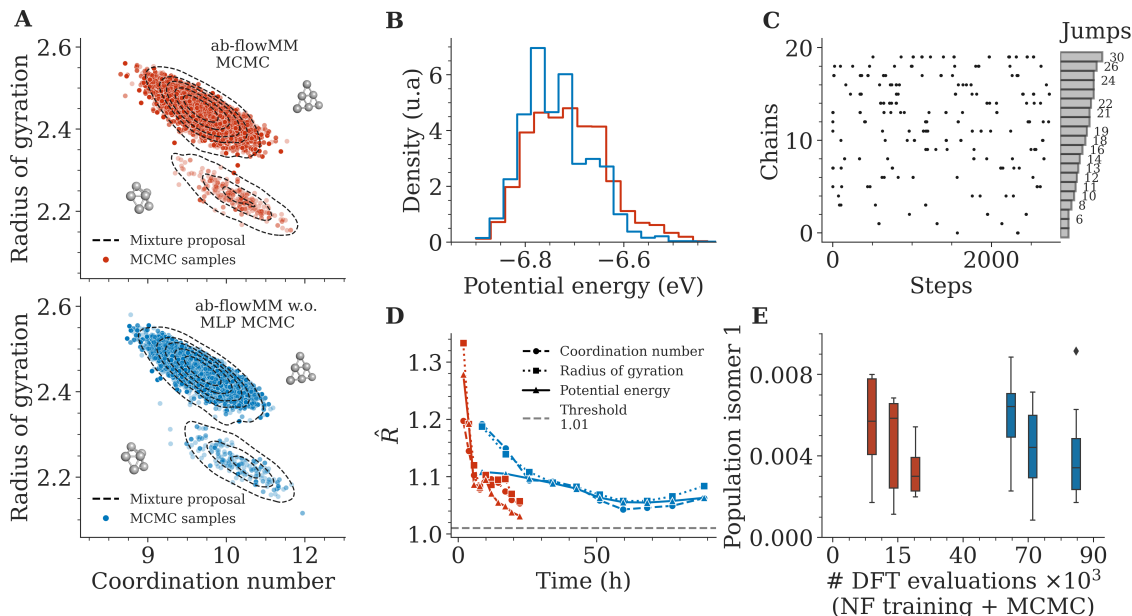 A
2.6
2.4
2.2
Radius of gyration
ab-flowMM
MCMC
Mixture proposal
MCMC samples
2.6
2.4
2.2
Radius of gyration
ab-flowMM w.o.
MLP MCMC
Mixture proposal
MCMC samples
9 10 11 12
Coordination number
B
6
4
2
0
Density (u.a)
−6.8 −6.6
Potential energy (eV)
C
20
10
0
Chains
0 2000
Steps
Jumps
30
26
24
22
21
19
18
16
14
13
12
11
10
8
6
D
1.3
1.2
1.1
1.0
R̂
Coordination number
Radius of gyration
Potential energy
Threshold
1.01
0 50
Time (h)
E
0.008
0.004
0.000
Population isomer 1
0 15 40 70 90
# DFT evaluations ×10³
(NF training + MCMC)